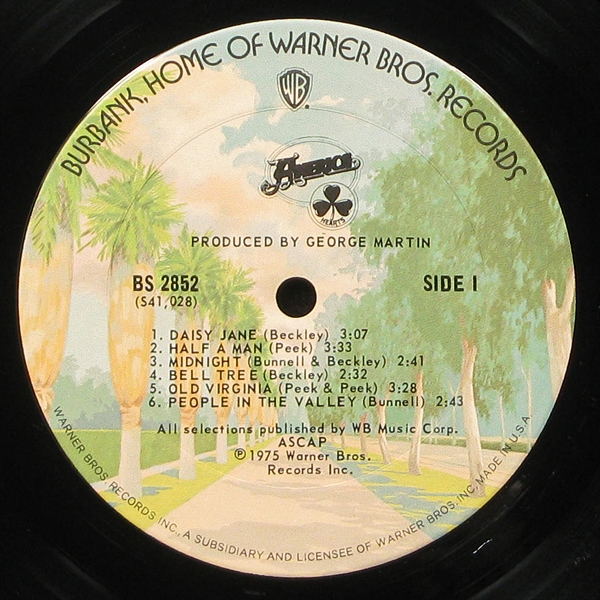 BURBANK, HOME OF WARNER BROS. RECORDS
WB
AMERICA
HEARTS
PRODUCED BY GEORGE MARTIN
BS 2852
(S41,028)
SIDE I
1. DAISY JANE (Beckley) 3:07
2. HALF A MAN (Peek) 3:33
3. MIDNIGHT (Bunnell & Beckley) 2:41
4. BELL TREE (Beckley) 2:32
5. OLD VIRGINIA (Peek & Peek) 3:28
6. PEOPLE IN THE VALLEY (Bunnell) 2:43
All selections published by WB Music Corp.
ASCAP
℗1975 Warner Bros.
Records Inc.
WARNER BROS. RECORDS INC., A SUBSIDIARY AND LICENSEE OF WARNER BROS. INC. MADE IN U.S.A.